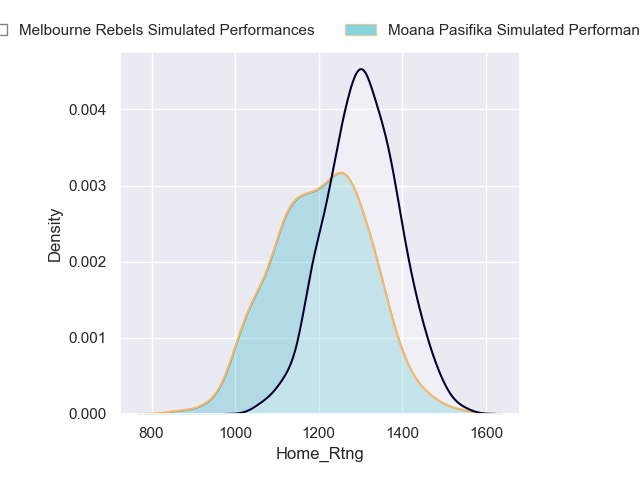 Melbourne Rebels Simulated Performances Moana Pasifika Simulated
0.004
0.003
0.002
0.001
0.000
Density
800 1000 1200 1400 1600
Home_Rtng